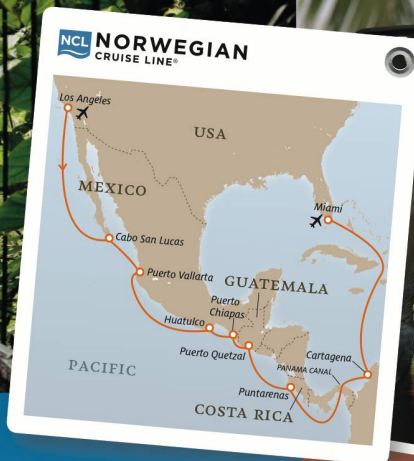 NCL NORWEGIAN
CRUISE LINE®
Los Angeles
USA
MEXICO
Miami
Cabo San Lucas
Puerto Vallarta
GUATEMALA
Puerto
Chiapas
Huatulco
Puerto Quetzal
Cartagena
PANAMA CANAL
PACIFIC
Puntarenas
COSTA RICA